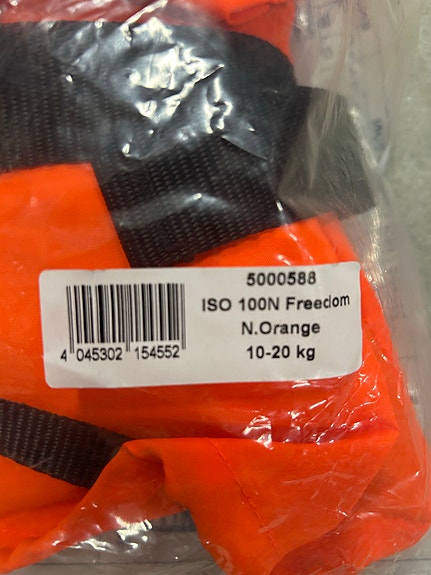 5000588
ISO 100N Freedom
N.Orange
10-20 kg
4 045302 154552